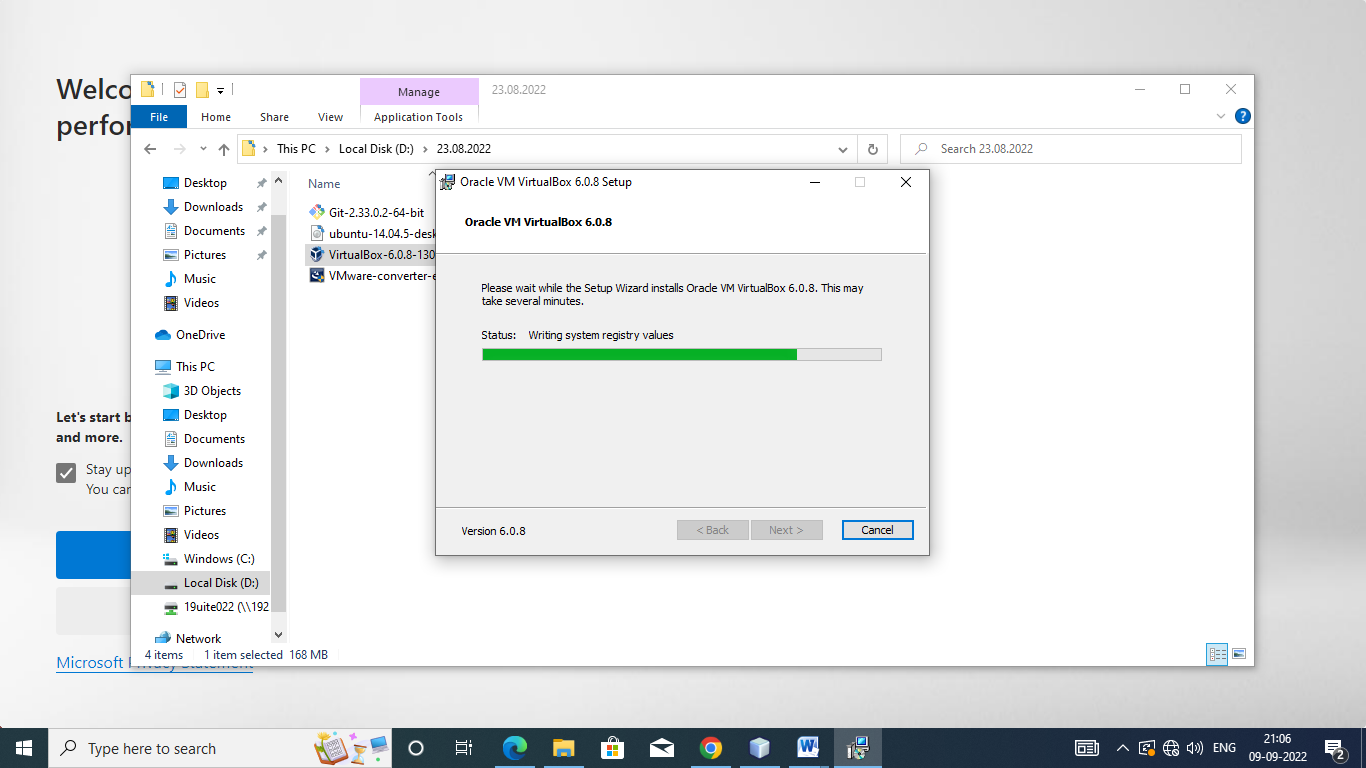 Welco
perfor
Let's start b
and more.
Stay up
You can
Microsoft Privacy Statement
Manage
23.08.2022
File
Home
Share
View
Application Tools
This PC
Local Disk (D:)
23.08.2022
Search 23.08.2022
Desktop
Downloads
Documents
Pictures
Music
Videos
OneDrive
This PC
3D Objects
Desktop
Documents
Downloads
Music
Pictures
Videos
Windows (C:)
Local Disk (D:)
19uite022 (\\192
Network
Name
Git-2.33.0.2-64-bit
ubuntu-14.04.5-desk
VirtualBox-6.0.8-130
VMware-converter-e
4 items 1 item selected 168 MB
Oracle VM VirtualBox 6.0.8 Setup
Oracle VM VirtualBox 6.0.8
Please wait while the Setup Wizard installs Oracle VM VirtualBox 6.0.8. This may
take several minutes.
Status: Writing system registry values
Version 6.0.8
< Back
Next >
Cancel
Type here to search
ENG
21:06
09-09-2022
2